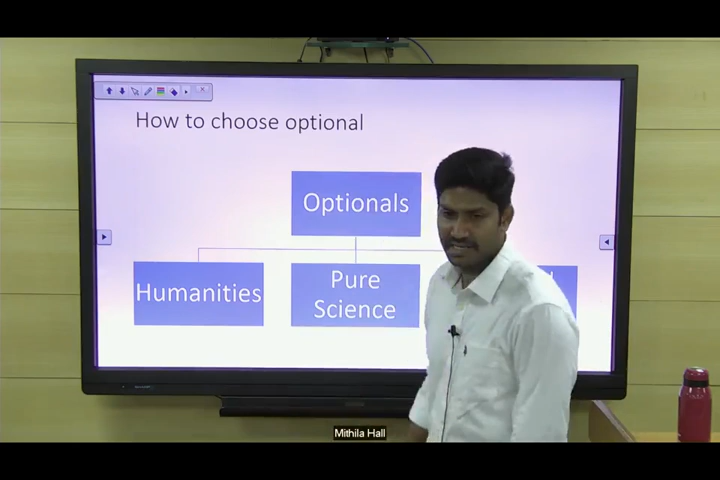 How to choose optional
Optionals
Humanities
Pure
Science
Mithila Hall